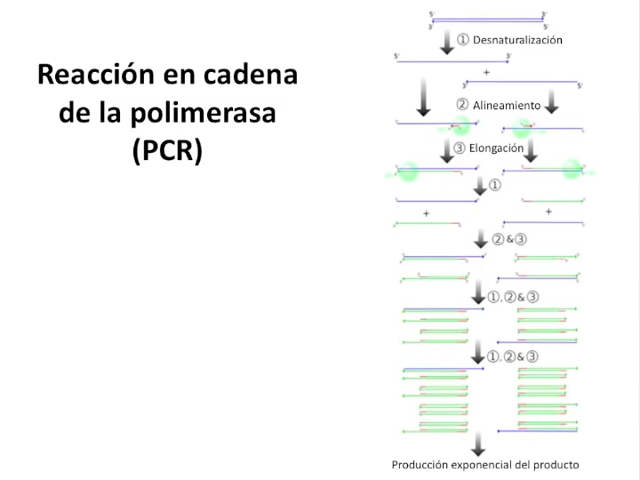 Reacción en cadena
de la polimerasa
(PCR)
5' 3'
3' 5'
① Desnaturalización
5' 3'
+
3' 5'
② Alineamiento
③ Elongación
①
+ +
②&③
①,②&③
①,②&③
Producción exponencial del producto